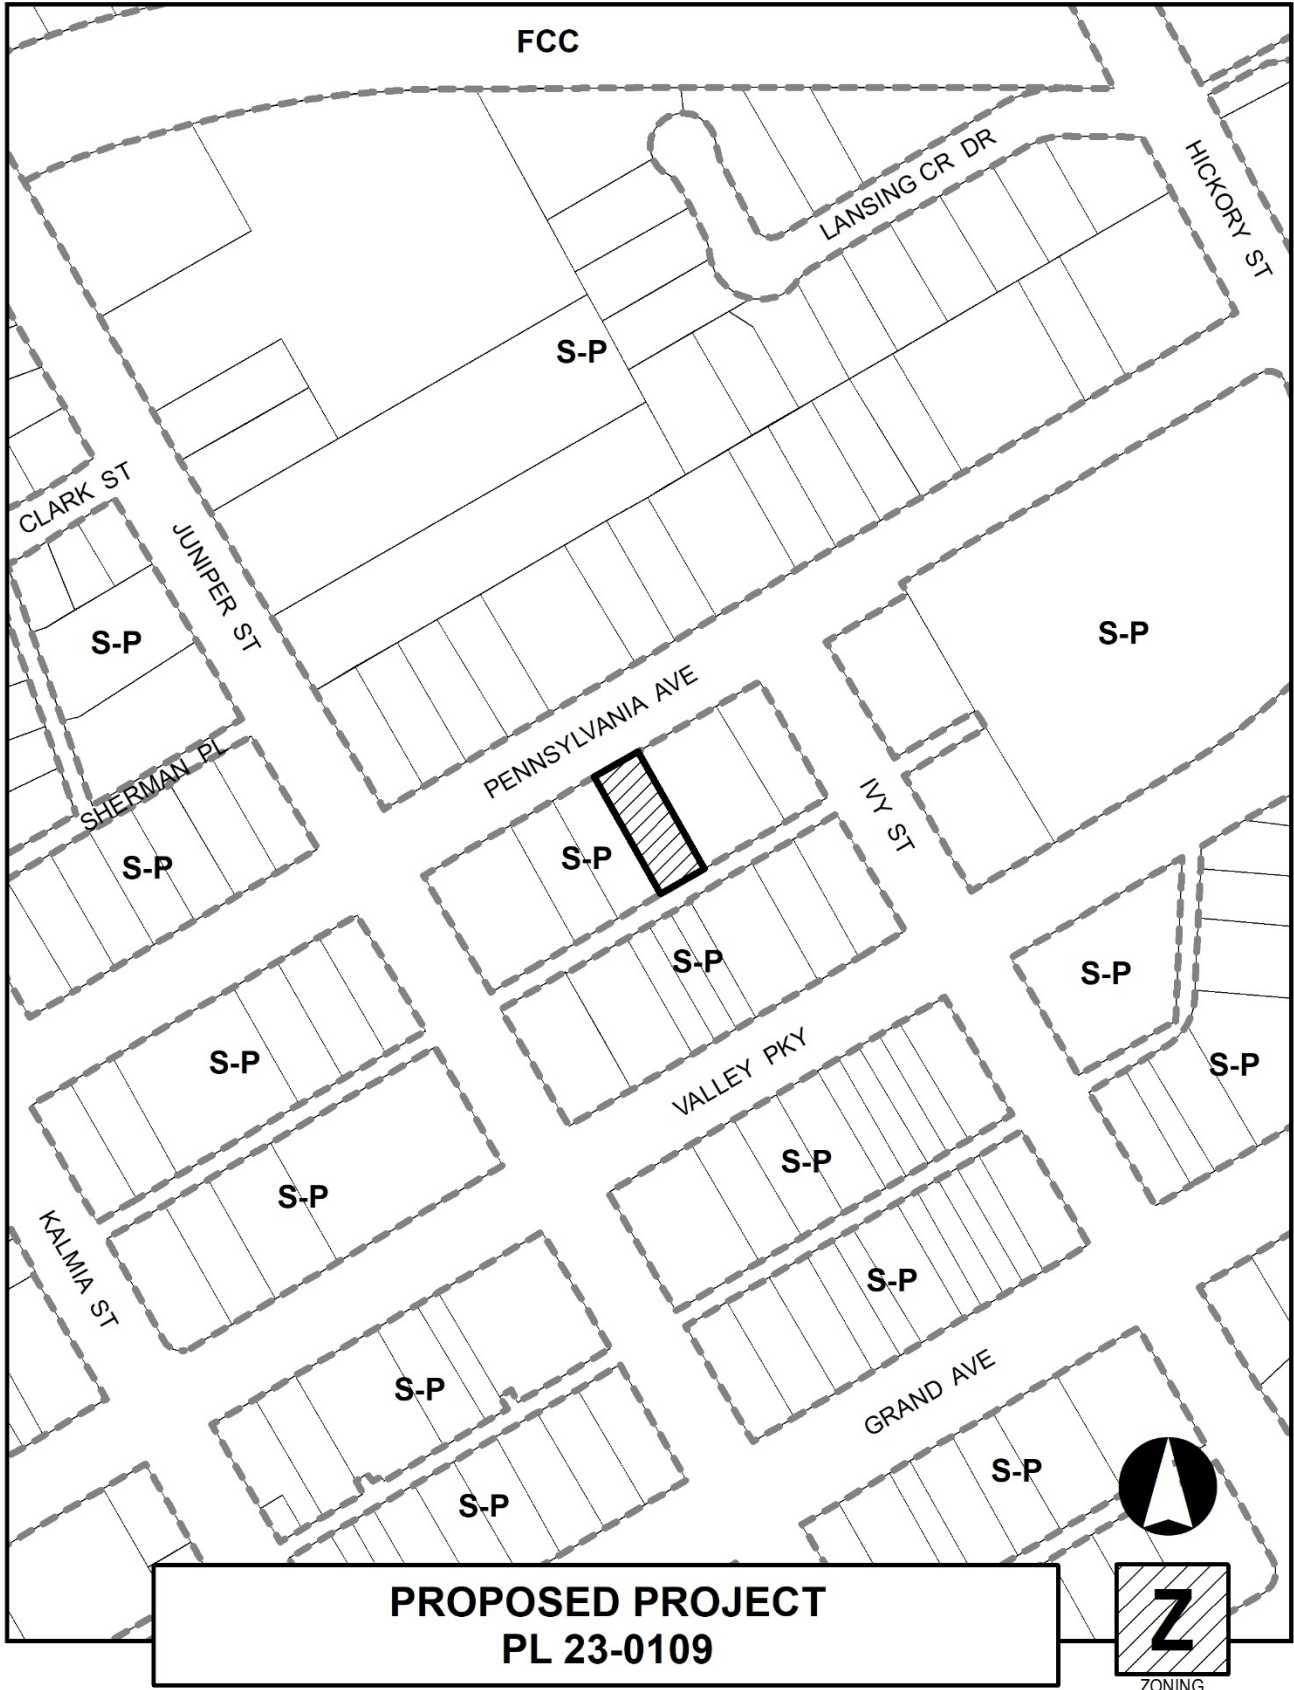 FCC
LANSING CR DR
HICKORY ST
S-P
CLARK ST
JUNIPER ST
S-P
S-P
PENNSYLVANIA AVE
SHERMAN PL
IVY ST
S-P
S-P
S-P
S-P
S-P
S-P
VALLEY PKY
S-P
S-P
S-P
KALMIA ST
S-P
GRAND AVE
S-P
S-P
S-P
PROPOSED PROJECT
PL 23-0109
Z
ZONING